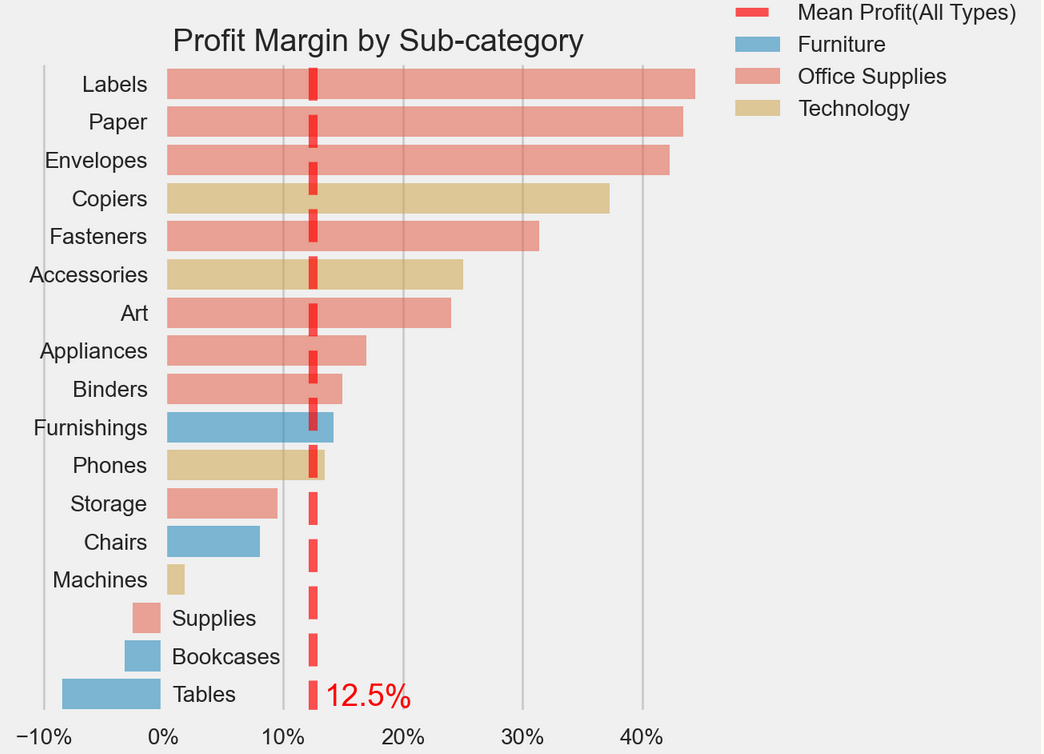 Mean Profit(All Types)
Furniture
Office Supplies
Technology
Profit Margin by Sub-category
Labels
Paper
Envelopes
Copiers
Fasteners
Accessories
Art
Appliances
Binders
Furnishings
Phones
Storage
Chairs
Machines
Supplies
Bookcases
Tables
12.5%
−10% 0% 10% 20% 30% 40%